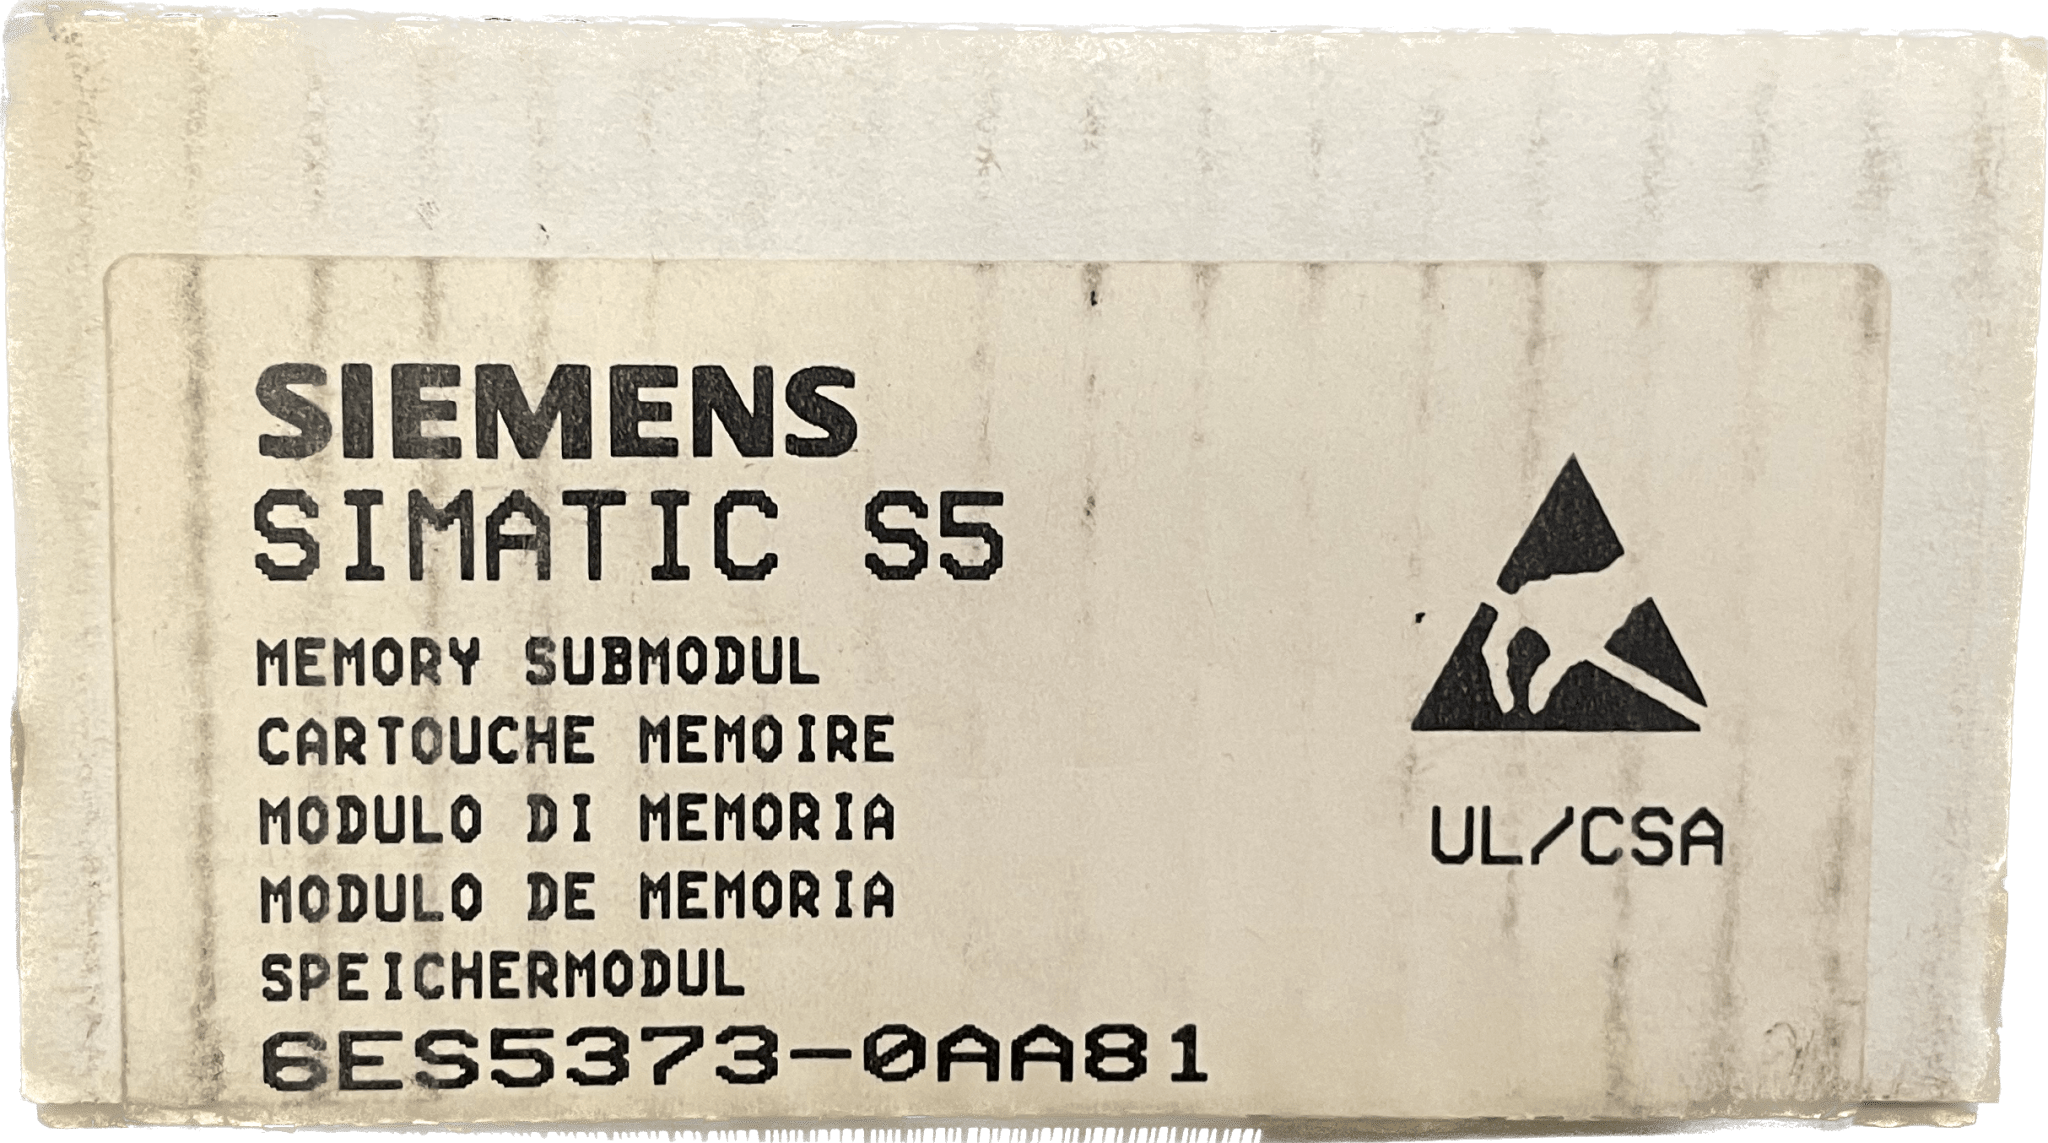 SIEMENS
SIMATIC S5
MEMORY SUBMODUL
CARTOUCHE MEMOIRE
MODULO DI MEMORIA
MODULO DE MEMORIA
SPEICHERMODUL
6ES5373-0AA81
UL/CSA